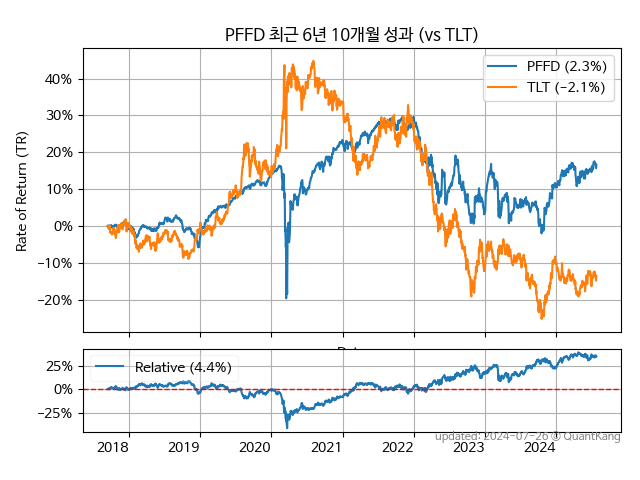 PFFD 최근 6년 10개월 성과 (vs TLT)
Rate of Return (TR)
40%
30%
20%
10%
0%
−10%
−20%
PFFD (2.3%)
TLT (−2.1%)
25%
0%
−25%
Relative (4.4%)
2018
2019
2020
2021
2022
2023
2024
updated: 2024-07-26 © QuantKang